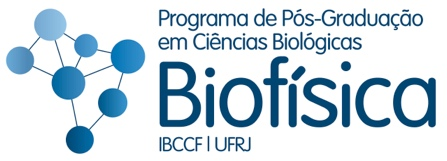 Programa de Pós-Graduação
em Ciências Biológicas
Biofísica
IBCCF | UFRJ